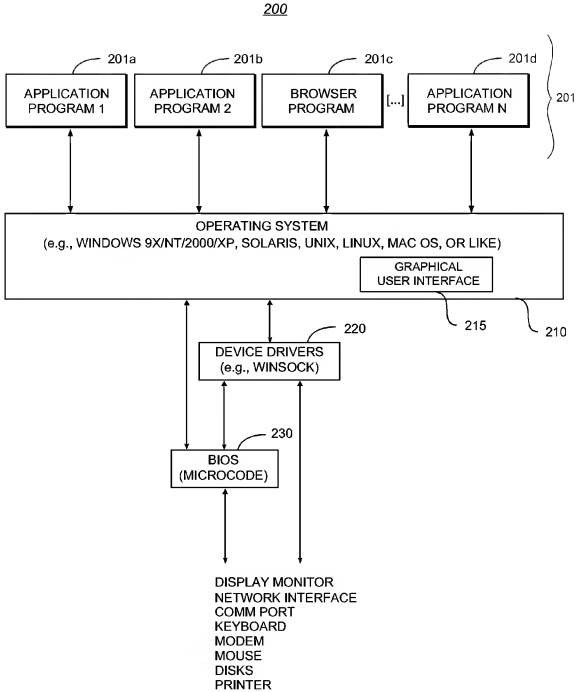 200
201a
201b
201c
201d
APPLICATION
PROGRAM 1
APPLICATION
PROGRAM 2
BROWSER
PROGRAM
[...]
APPLICATION
PROGRAM N
201
OPERATING SYSTEM
(e.g., WINDOWS 9X/NT/2000/XP, SOLARIS, UNIX, LINUX, MAC OS, OR LIKE)
GRAPHICAL
USER INTERFACE
215
210
220
DEVICE DRIVERS
(e.g., WINSOCK)
230
BIOS
(MICROCODE)
DISPLAY MONITOR
NETWORK INTERFACE
COMM PORT
KEYBOARD
MODEM
MOUSE
DISKS
PRINTER